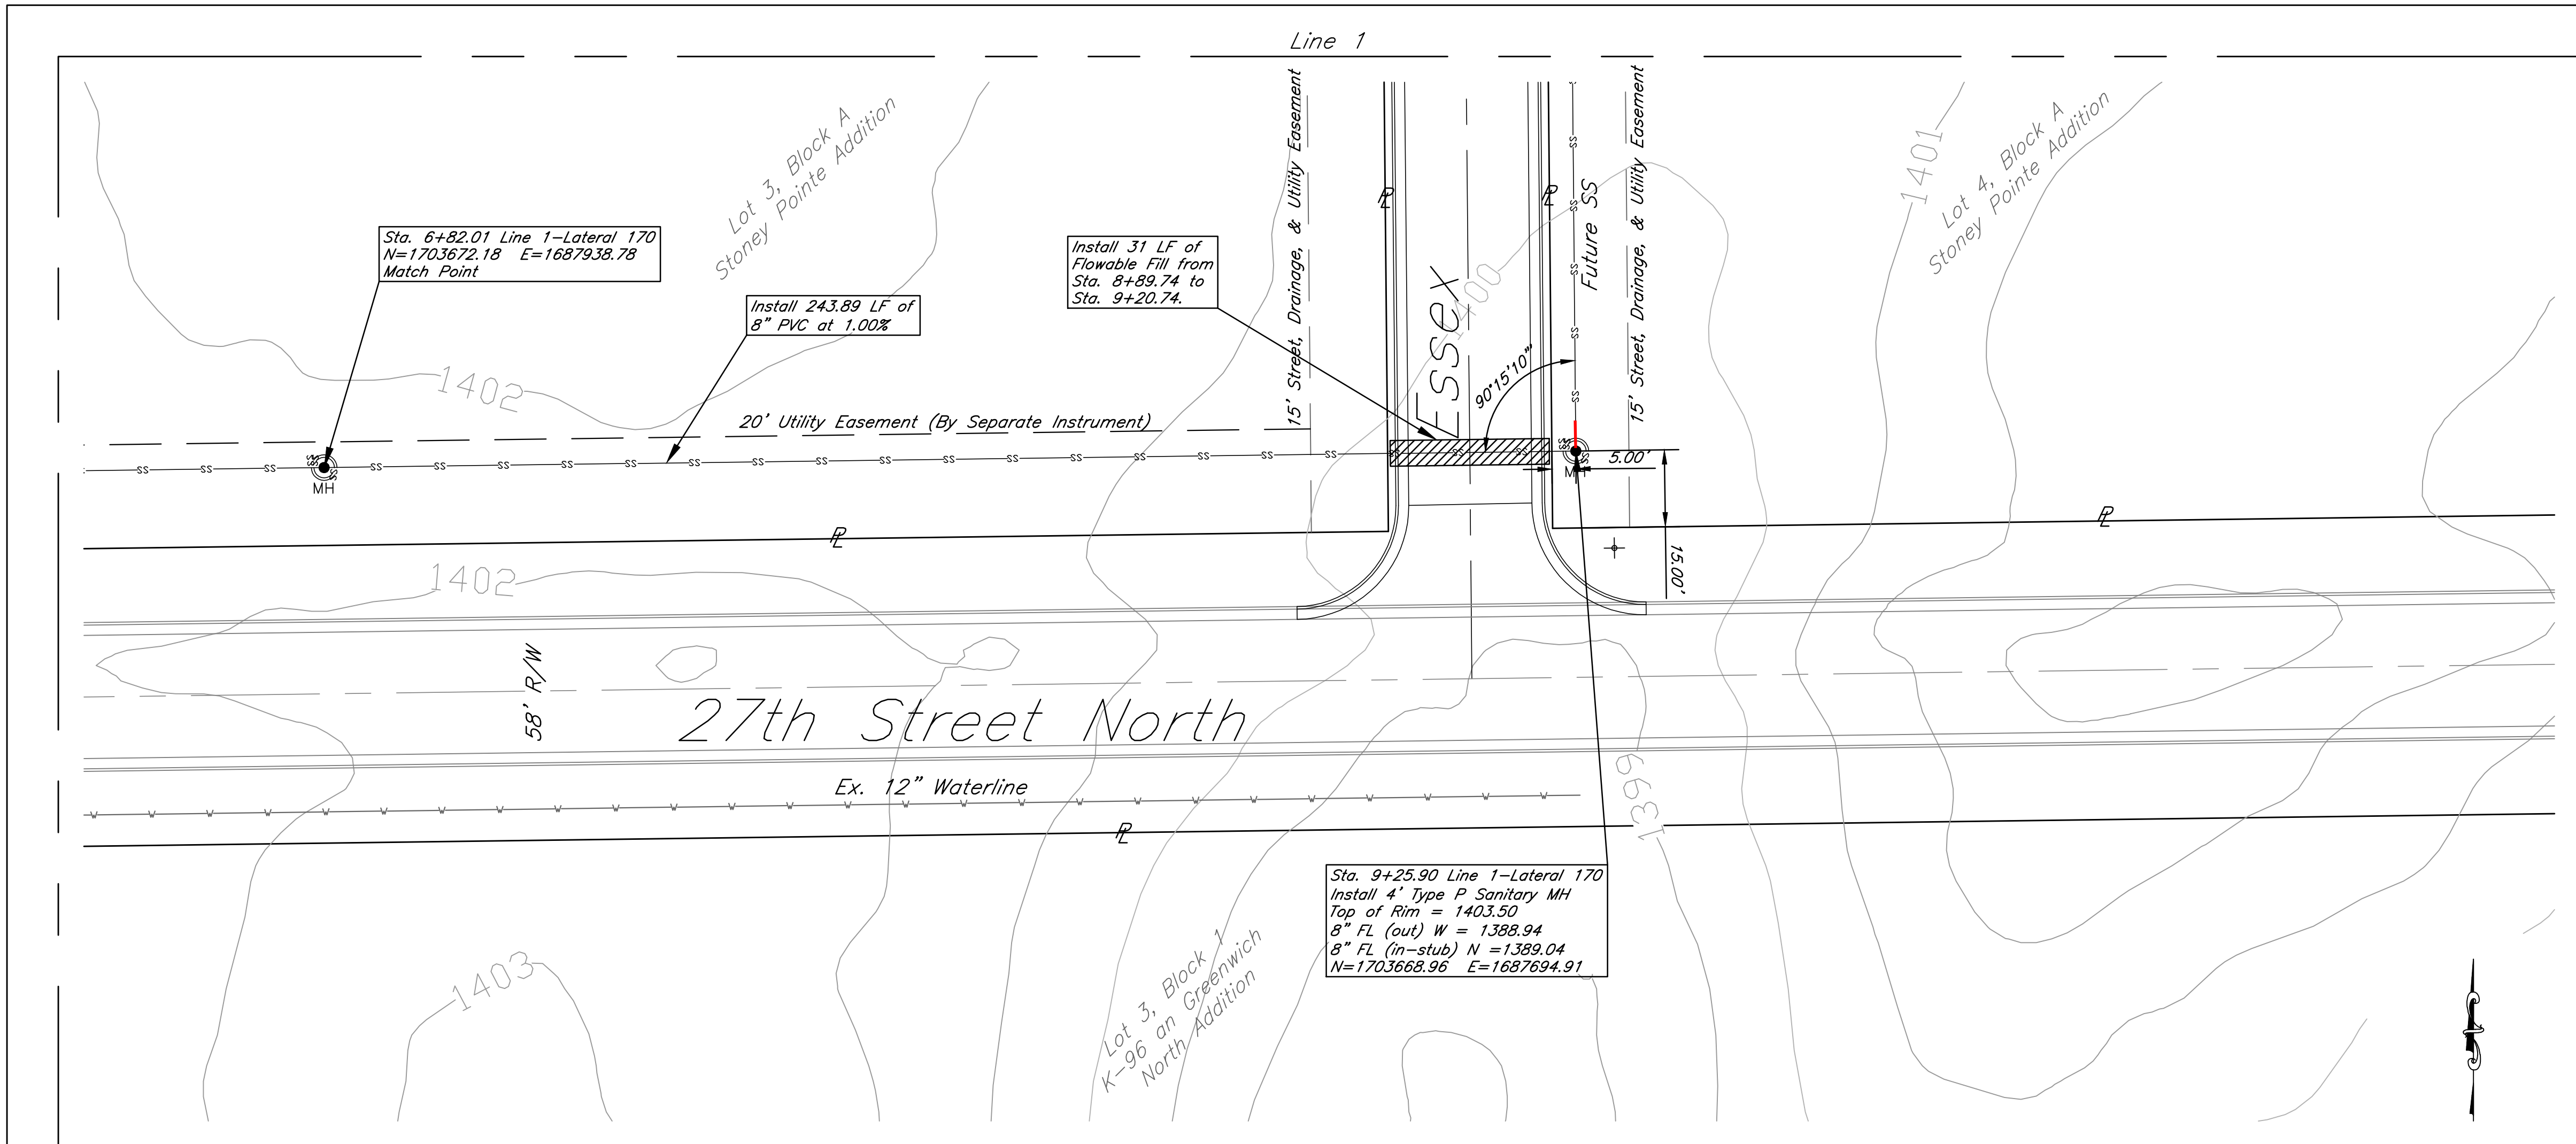 Line 1
Lot 3, Block A
Stoney Pointe Addition
15' Street, Drainage, & Utility Easement
Essex
Future SS
15' Street, Drainage, & Utility Easement
1401
Lot 4, Block A
Stoney Pointe Addition
Sta. 6+82.01 Line 1-Lateral 170
N=1703672.18 E=1687938.78
Match Point
Install 243.89 LF of
8" PVC at 1.00%
Install 31 LF of
Flowable Fill from
Sta. 8+89.74 to
Sta. 9+20.74.
1400
90°15'10"
1402
20' Utility Easement (By Separate Instrument)
MH
MH
5.00'
15.00'
1402
58' R/W
27th Street North
Ex. 12" Waterline
1399
Sta. 9+25.90 Line 1-Lateral 170
Install 4' Type P Sanitary MH
Top of Rim = 1403.50
8" FL (out) W = 1388.94
8" FL (in-stub) N =1389.04
N=1703668.96 E=1687694.91
1403
Lot 3, Block 1
K-96 an Greenwich
North Addition